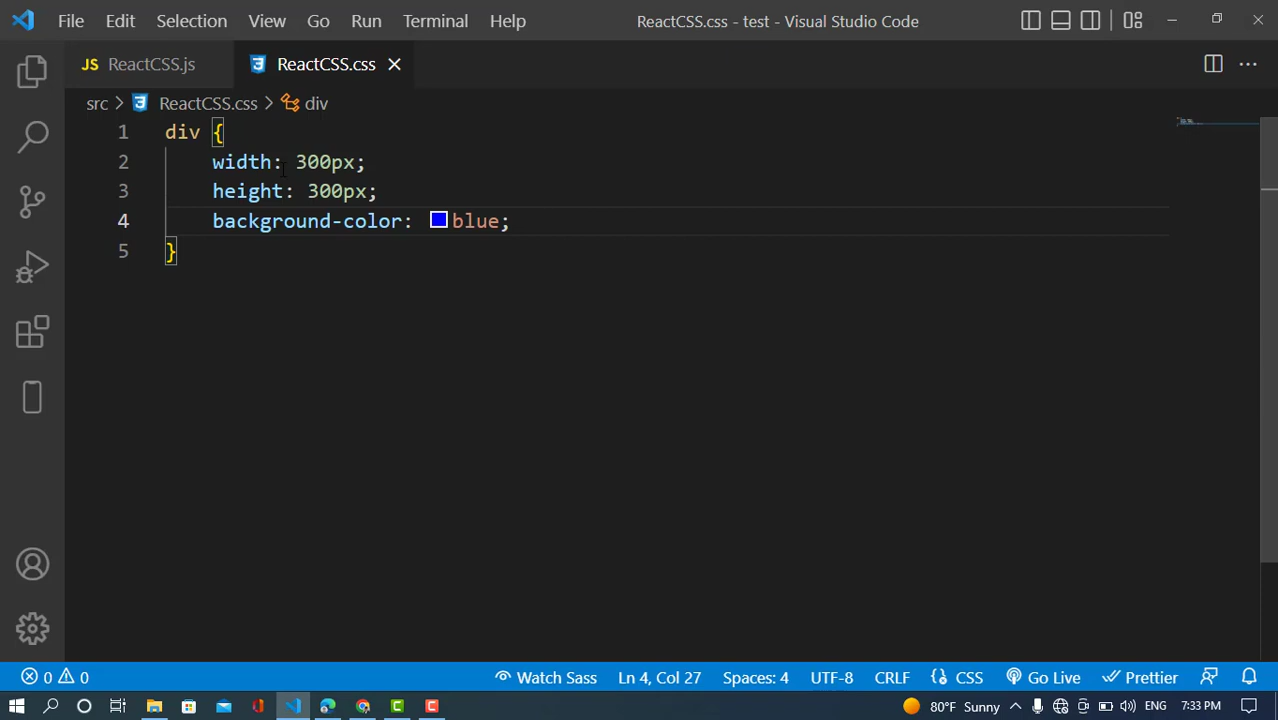 File Edit Selection View Go Run Terminal Help ReactCSS.css - test - Visual Studio Code
JS ReactCSS.js ReactCSS.css
src > ReactCSS.css > div
1 div {
2 width: 300px;
3 height: 300px;
4 background-color: blue;
5 }
0 0 Watch Sass Ln 4, Col 27 Spaces: 4 UTF-8 CRLF {} CSS Go Live Prettier
80°F Sunny ENG 7:33 PM